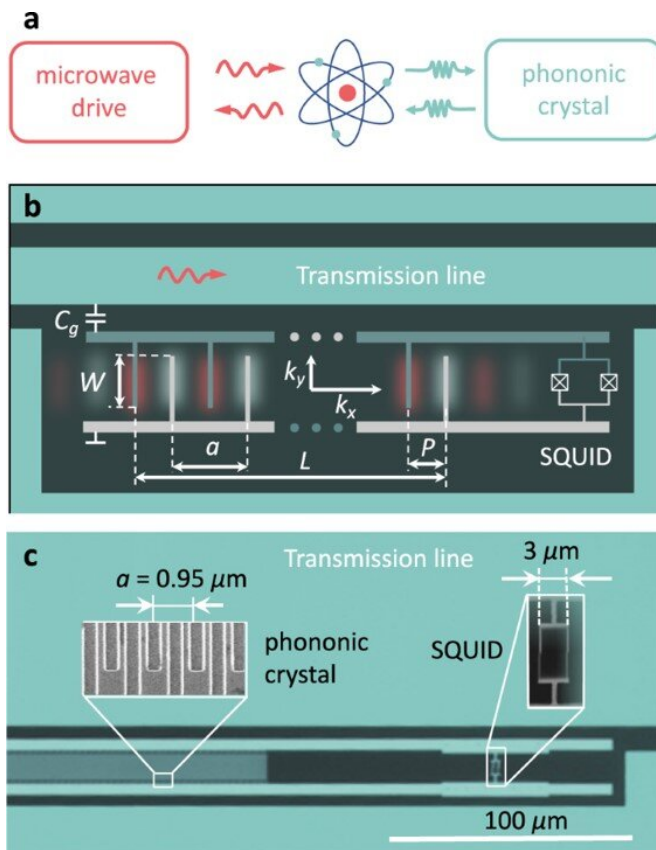 a
microwave
drive
phononic
crystal
b
Transmission line
C_g
W
k_y
k_x
a
P
L
SQUID
c
Transmission line
3 μm
a = 0.95 μm
phononic
crystal
SQUID
100 μm